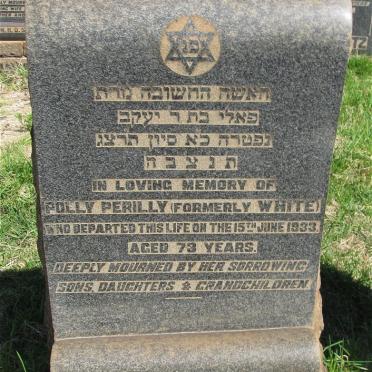 פנ
האשה החשובה מרת
פאלי בת ר יעקב
נפטרה כא סיון תרצג
ת נ צ ב ה
IN LOVING MEMORY OF
POLLY PERILLY (FORMERLY WHITE)
WHO DEPARTED THIS LIFE ON THE 15TH JUNE 1933.
AGED 73 YEARS.
DEEPLY MOURNED BY HER SORROWING
SONS, DAUGHTERS & GRANDCHILDREN.